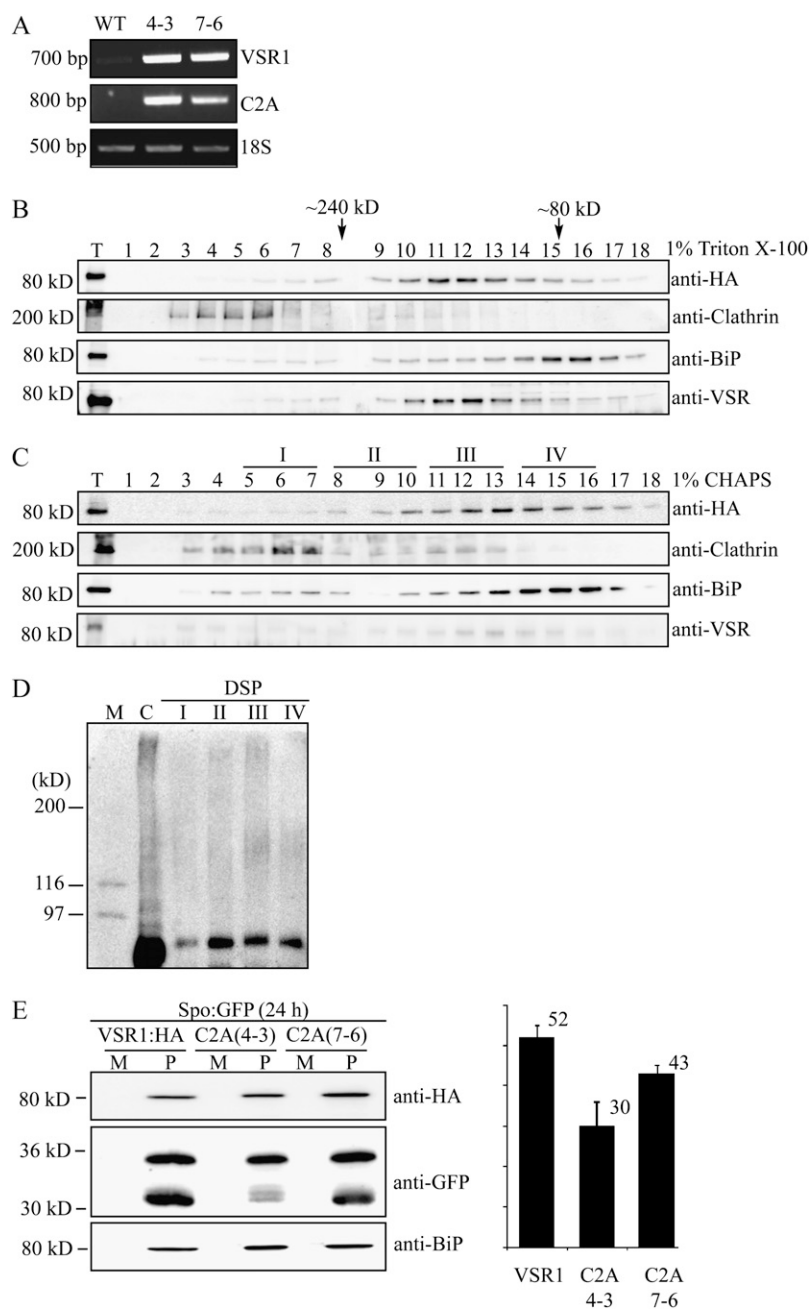 A
WT 4-3 7-6
700 bp VSR1
800 bp C2A
500 bp 18S
B
~240 kD ~80 kD
T 1 2 3 4 5 6 7 8 9 10 11 12 13 14 15 16 17 18 1% Triton X-100
80 kD anti-HA
200 kD anti-Clathrin
80 kD anti-BiP
80 kD anti-VSR
C
I II III IV
T 1 2 3 4 5 6 7 8 9 10 11 12 13 14 15 16 17 18 1% CHAPS
80 kD anti-HA
200 kD anti-Clathrin
80 kD anti-BiP
80 kD anti-VSR
D
DSP
M C I II III IV
(kD)
200
116
97
E
Spo:GFP (24 h)
VSR1:HA C2A(4-3) C2A(7-6)
M P M P M P
80 kD anti-HA
36 kD
anti-GFP
30 kD
80 kD anti-BiP
52
30
43
VSR1 C2A C2A
4-3 7-6